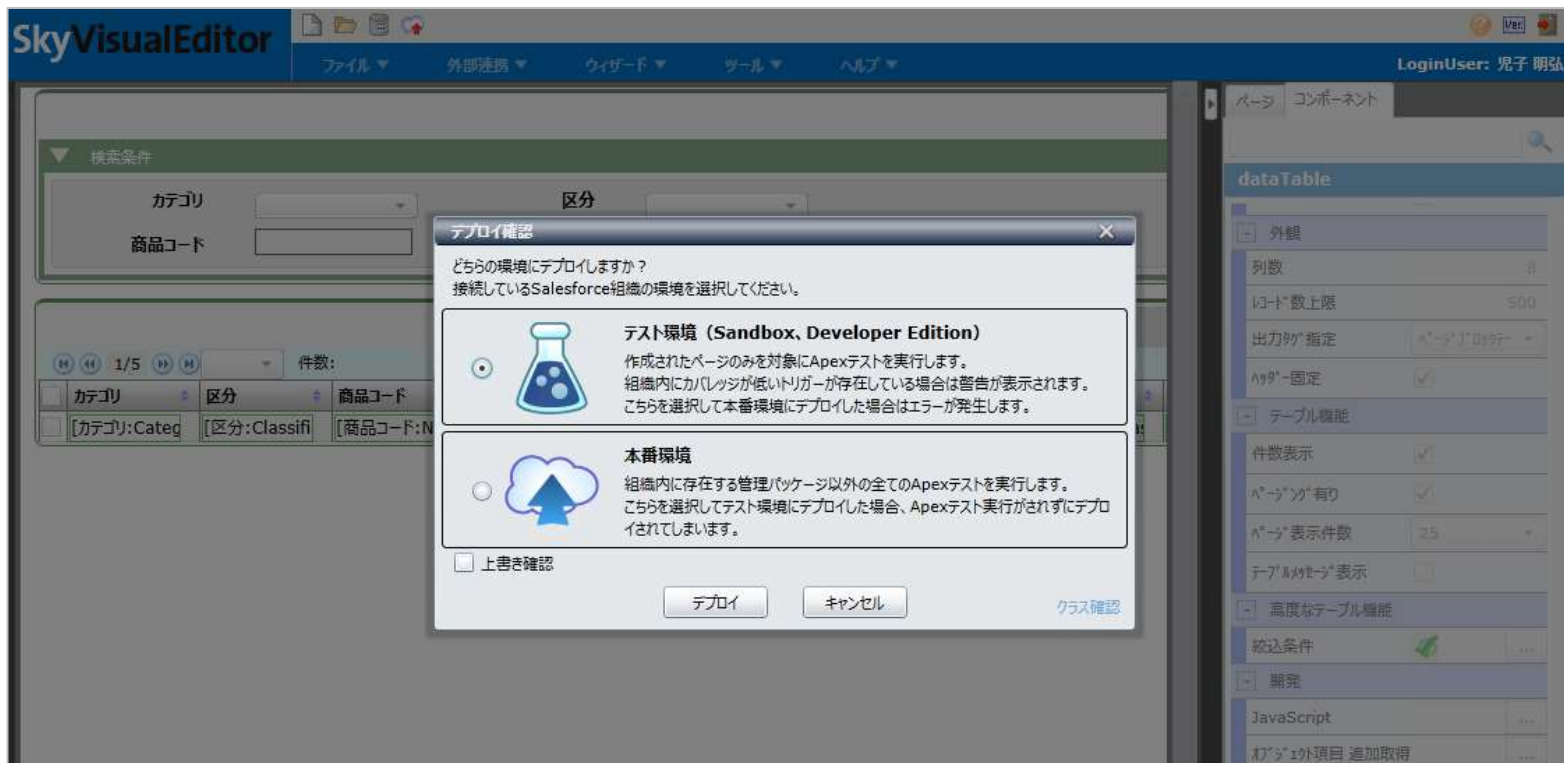 SkyVisualEditor
Ver.
ファイル ▼ 外部連携 ▼ ウィザード ▼ ツール ▼ ヘルプ ▼
LoginUser: 児子 明弘
ページ コンポーネント
検索条件
カテゴリ 区分
商品コード
dataTable
外観
列数 8
レコード数上限 500
出力タグ指定
ヘッダー固定
テーブル機能
件数表示
ページング有り
ページ表示件数 25
テーブルメッセージ表示
高度なテーブル機能
絞込条件 ...
開発
JavaScript ...
オブジェクト項目 追加取得 ...
1/5 件数:
カテゴリ 区分 商品コード
[カテゴリ:Categ [区分:Classifi [商品コード:N
デプロイ確認
どちらの環境にデプロイしますか?
接続しているSalesforce組織の環境を選択してください。
テスト環境(Sandbox、Developer Edition)
作成されたページのみを対象にApexテストを実行します。
組織内にカバレッジが低いトリガーが存在している場合は警告が表示されます。
こちらを選択して本番環境にデプロイした場合はエラーが発生します。
本番環境
組織内に存在する管理パッケージ以外の全てのApexテストを実行します。
こちらを選択してテスト環境にデプロイした場合、Apexテスト実行がされずにデプロ
イされてしまいます。
上書き確認
デプロイ キャンセル クラス確認